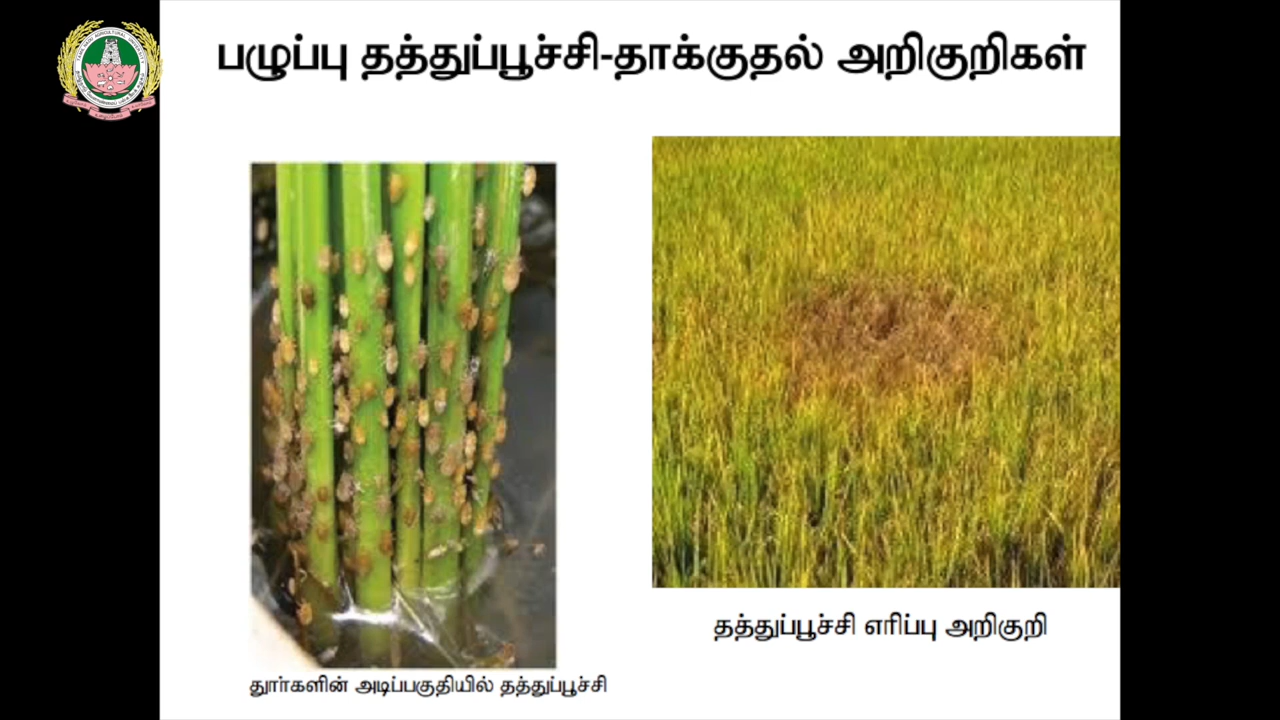 பழுப்பு தத்துப்பூச்சி-தாக்குதல் அறிகுறிகள்
தத்துப்பூச்சி எரிப்பு அறிகுறி
தூர்களின் அடிப்பகுதியில் தத்துப்பூச்சி